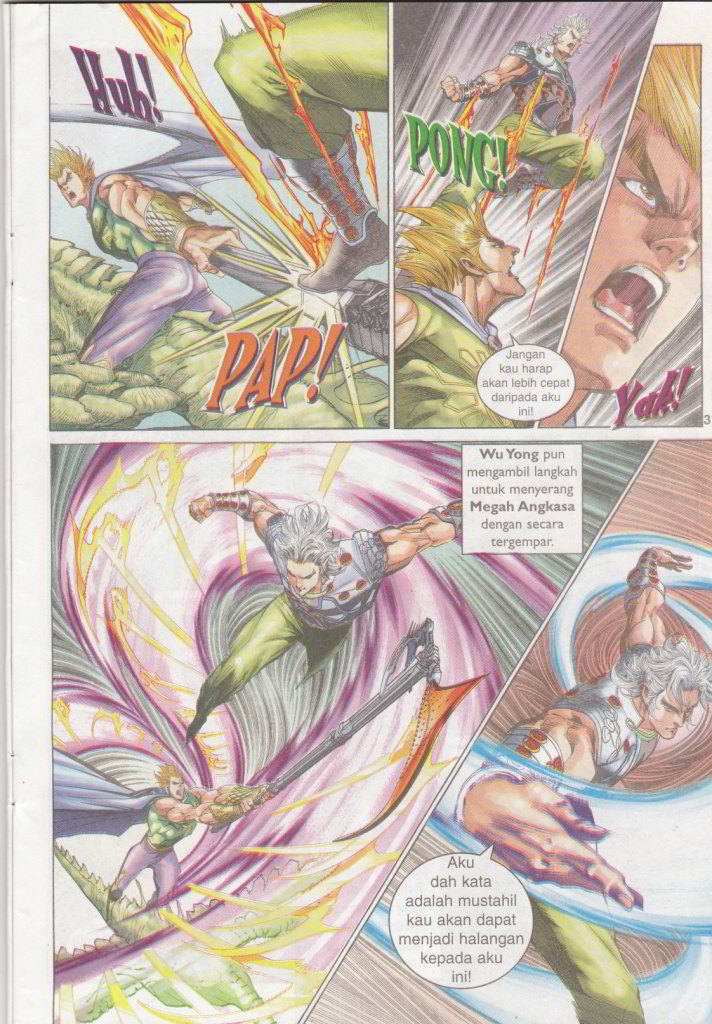 Huh!
PAP!
PONG!
Jangan
kau harap
akan lebih cepat
daripada aku
ini!
Yak!
3
Wu Yong pun
mengambil langkah
untuk menyerang
Megah Angkasa
dengan secara
tergempar.
Aku
dah kata
adalah mustahil
kau akan dapat
menjadi halangan
kepada aku
ini!